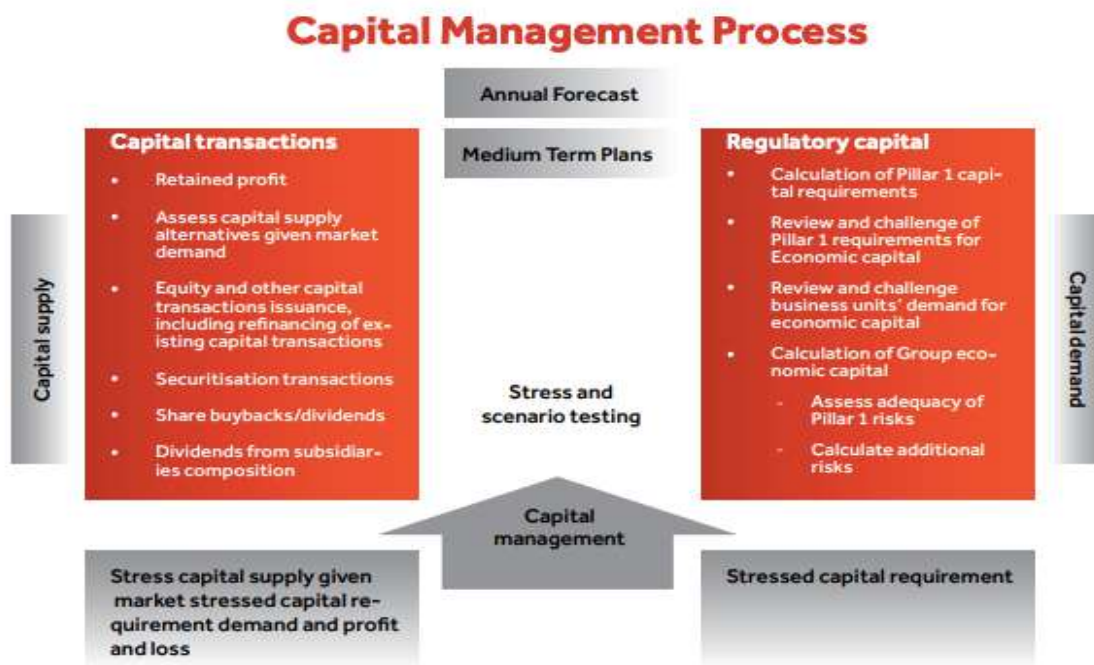 Capital Management Process
Annual Forecast
Medium Term Plans
Capital supply
Capital transactions
• Retained profit
• Assess capital supply
alternatives given market
demand
• Equity and other capital
transactions issuance,
including refinancing of ex-
isting capital transactions
• Securitisation transactions
• Share buybacks/dividends
• Dividends from subsidiar-
ies composition
Stress and
scenario testing
Regulatory capital
• Calculation of Pillar 1 capi-
tal requirements
• Review and challenge of
Pillar 1 requirements for
Economic capital
• Review and challenge
business units' demand for
economic capital
• Calculation of Group eco-
nomic capital
- Assess adequacy of
Pillar 1 risks
- Calculate additional
risks
Capital demand
Capital
management
Stress capital supply given
market stressed capital re-
quirement demand and profit
and loss
Stressed capital requirement